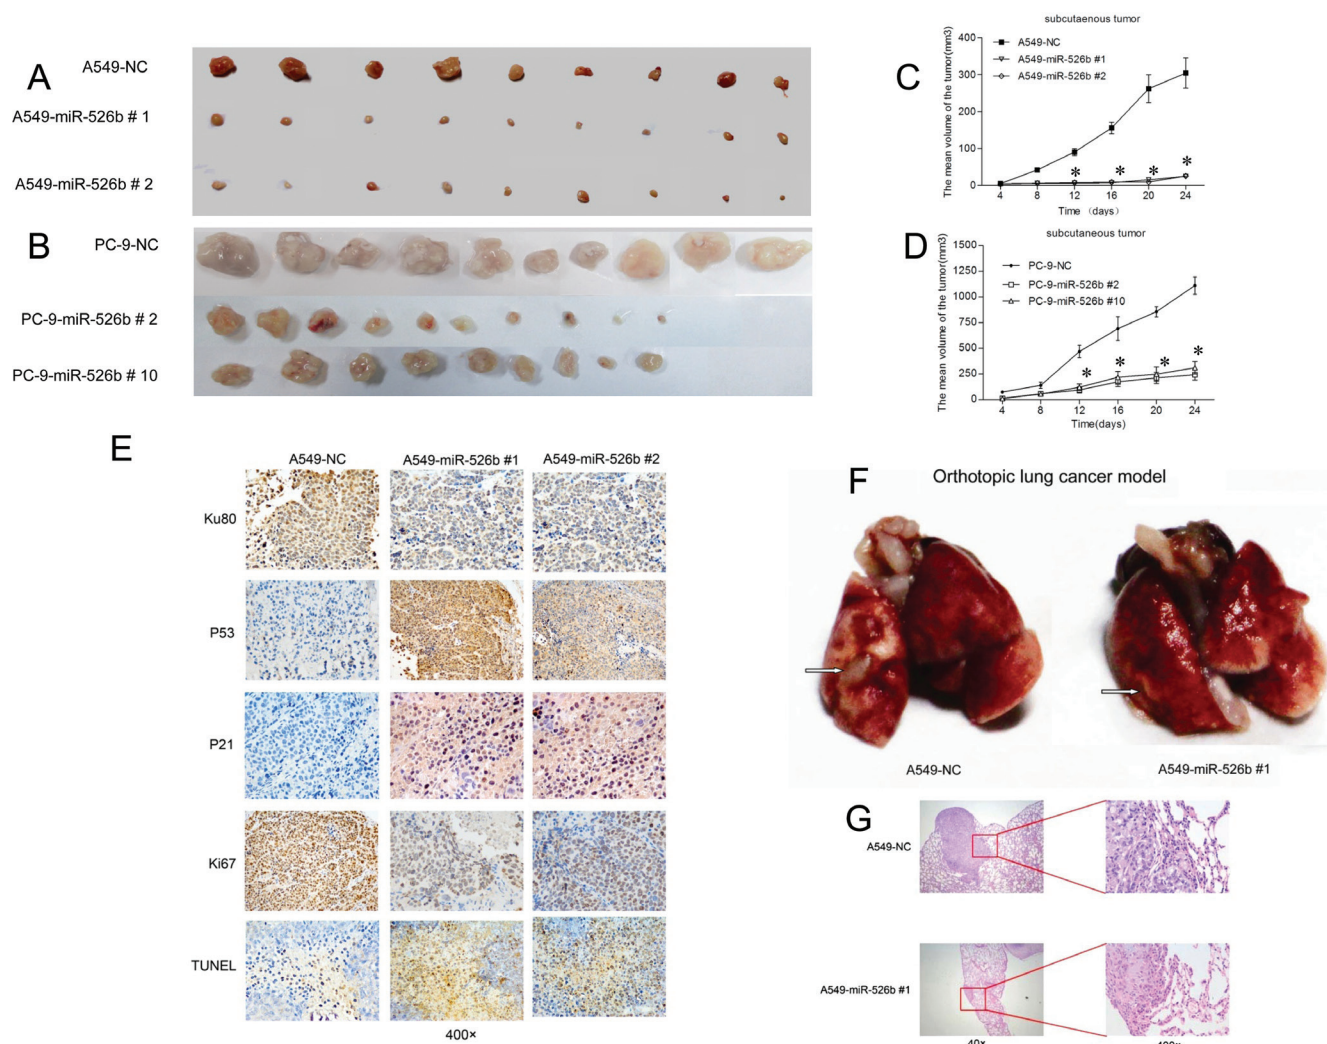 A
A549-NC
A549-miR-526b # 1
A549-miR-526b # 2
B
PC-9-NC
PC-9-miR-526b # 2
PC-9-miR-526b # 10
C
subcutaenous tumor
The mean volume of the tumor(mm3)
400
300
200
100
0
A549-NC
A549-miR-526b #1
A549-miR-526b #2
* * * *
4 8 12 16 20 24
Time (days)
D
subcutaneous tumor
The mean volume of the tumor(mm3)
1500
1250
1000
750
500
250
0
PC-9-NC
PC-9-miR-526b #2
PC-9-miR-526b #10
* * * *
4 8 12 16 20 24
Time(days)
E
A549-NC A549-miR-526b #1 A549-miR-526b #2
Ku80
P53
P21
Ki67
TUNEL
400×
F
Orthotopic lung cancer model
A549-NC A549-miR-526b #1
G
A549-NC
A549-miR-526b #1
40×